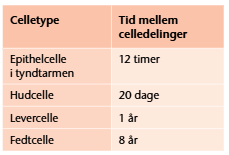 Celletype Tid mellem
celledelinger
Epithelcelle 12 timer
i tyndtarmen
Hudcelle 20 dage
Levercelle 1 år
Fedtcelle 8 år